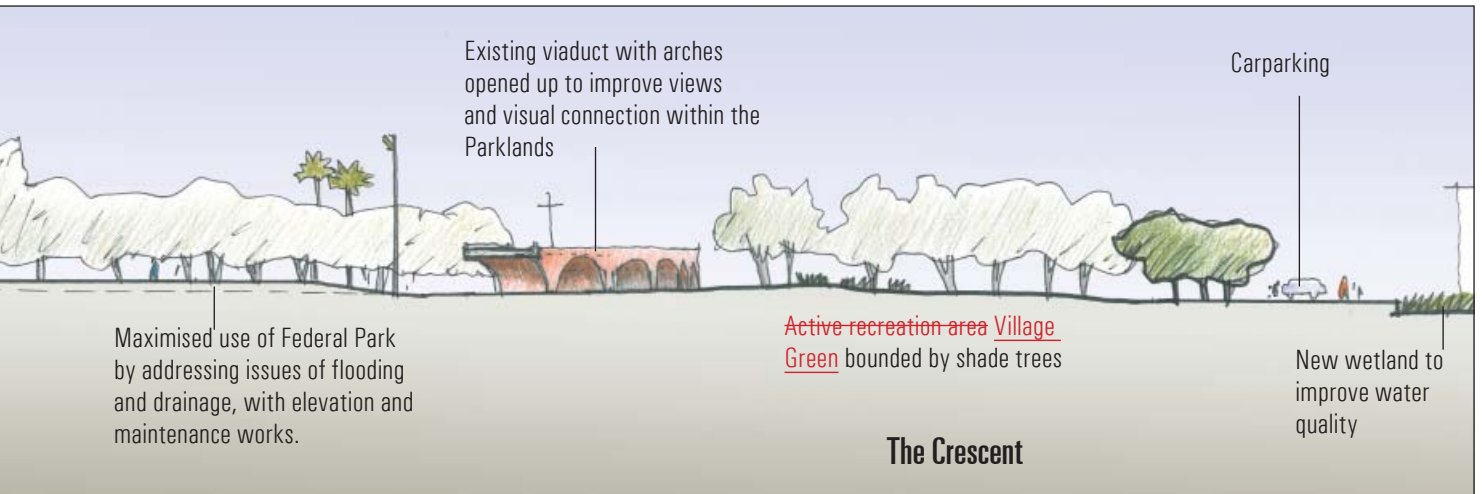 Existing viaduct with arches
opened up to improve views
and visual connection within the
Parklands
Carparking
Maximised use of Federal Park
by addressing issues of flooding
and drainage, with elevation and
maintenance works.
Active recreation area Village
Green bounded by shade trees
New wetland to
improve water
quality
The Crescent